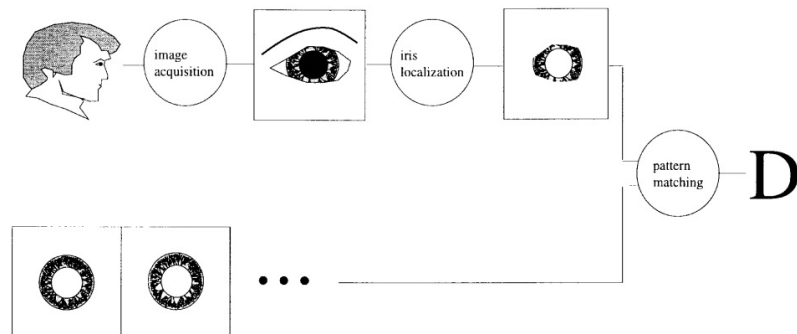 image
acquisition
iris
localization
pattern
matching
D